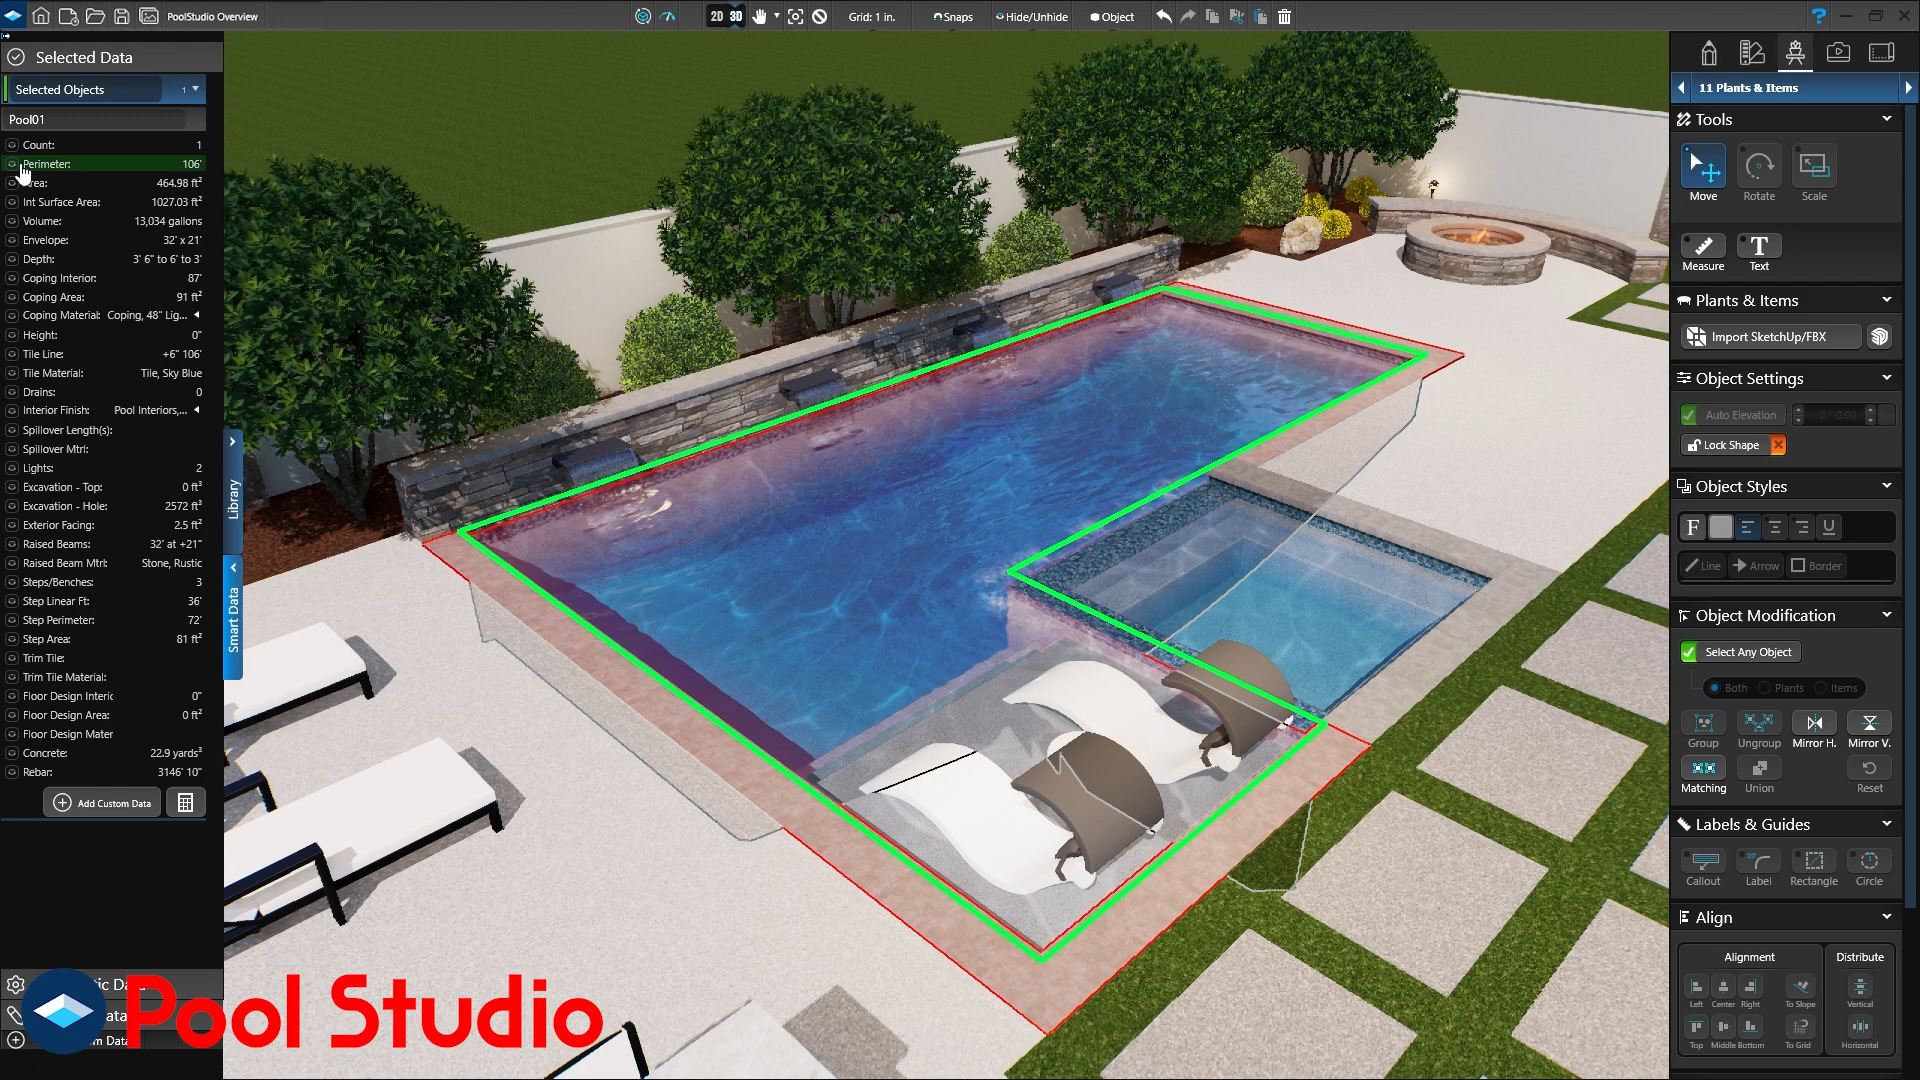 PoolStudio Overview
2D 3D
Grid: 1 in.
Snaps
Hide/Unhide
Object
?
Selected Data
Selected Objects 1
Pool01
Count: 1
Perimeter: 106'
Area: 464.98 ft²
Int Surface Area: 1027.03 ft²
Volume: 13,034 gallons
Envelope: 32' x 21'
Depth: 3' 6" to 6' to 3'
Coping Interior: 87'
Coping Area: 91 ft²
Coping Material: Coping, 48" Lig...
Height: 0"
Tile Line: +6" 106'
Tile Material: Tile, Sky Blue
Drains: 0
Interior Finish: Pool Interiors,...
Spillover Length(s):
Spillover Mtrl:
Lights: 2
Excavation - Top: 0 ft³
Excavation - Hole: 2572 ft³
Exterior Facing: 2.5 ft²
Raised Beams: 32' at +21"
Raised Beam Mtrl: Stone, Rustic
Steps/Benches: 3
Step Linear Ft: 36'
Step Perimeter: 72'
Step Area: 81 ft²
Trim Tile:
Trim Tile Material:
Floor Design Interic 0"
Floor Design Area: 0 ft²
Floor Design Mater
Concrete: 22.9 yards³
Rebar: 3146' 10"
Add Custom Data
Library
Smart Data
Pool Studio
11 Plants & Items
Tools
Move Rotate Scale
Measure Text
Plants & Items
Import SketchUp/FBX
Object Settings
Auto Elevation 0' 0.00
Lock Shape
Object Styles
F U
Line Arrow Border
Object Modification
Select Any Object
Both Plants Items
Group Ungroup Mirror H. Mirror V.
Matching Union Reset
Labels & Guides
Callout Label Rectangle Circle
Align
Alignment Distribute
Left Center Right To Slope Vertical
Top Middle Bottom To Grid Horizontal